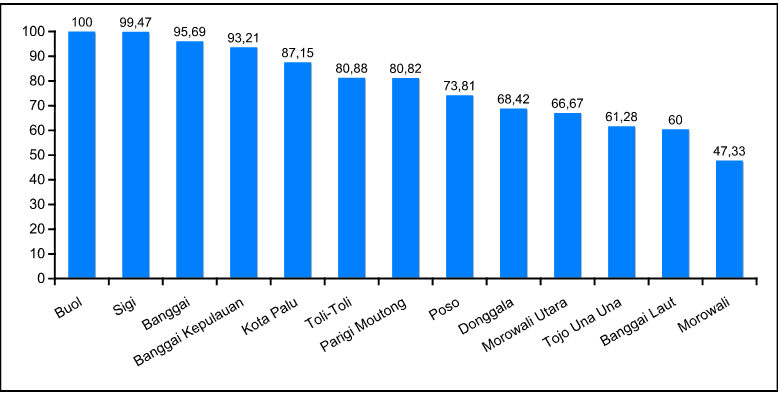 100
99,47
95,69
93,21
87,15
80,88
80,82
73,81
68,42
66,67
61,28
60
47,33
100
90
80
70
60
50
40
30
20
10
0
Buol
Sigi
Banggai
Banggai Kepulauan
Kota Palu
Toli-Toli
Parigi Moutong
Poso
Donggala
Morowali Utara
Tojo Una Una
Banggai Laut
Morowali